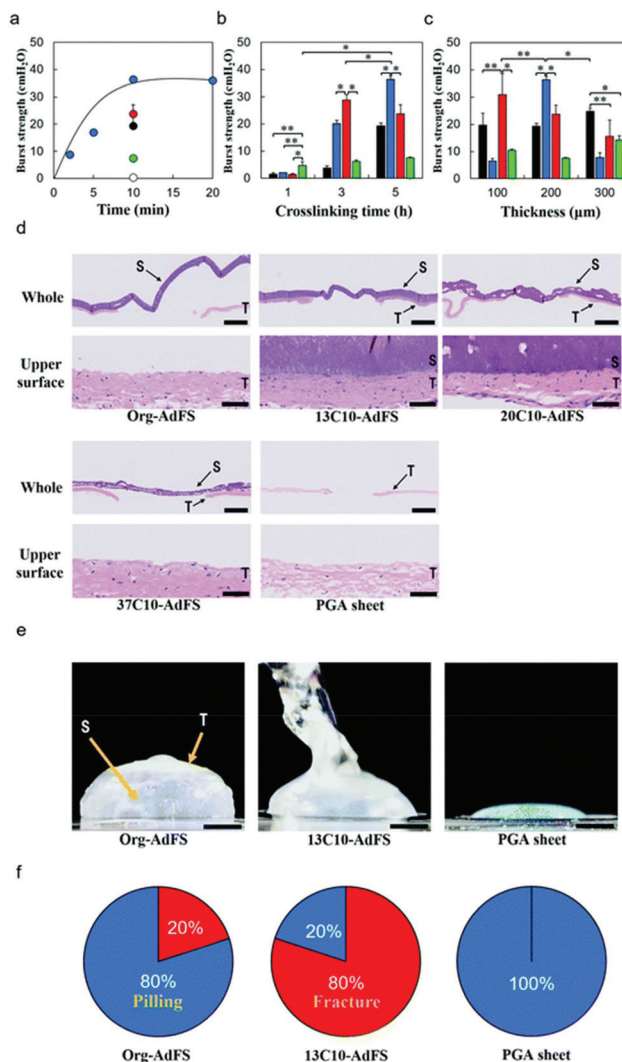 a
b
c
Burst strength (cmH₂O)
50
40
30
20
10
0
0
10
20
Time (min)
Burst strength (cmH₂O)
50
40
30
20
10
0
*
*
* *
* *
**
**
*
1
3
5
Crosslinking time (h)
Burst strength (cmH₂O)
50
40
30
20
10
0
**
*
** *
* *
*
**
100
200
300
Thickness (µm)
d
Whole
S
T
S
T
S
T
Upper
surface
T
S
T
S
T
Org-AdFS
13C10-AdFS
20C10-AdFS
Whole
S
T
T
Upper
surface
T
T
37C10-AdFS
PGA sheet
e
S
T
Org-AdFS
13C10-AdFS
PGA sheet
f
20%
80%
Pilling
20%
80%
Fracture
100%
Org-AdFS
13C10-AdFS
PGA sheet